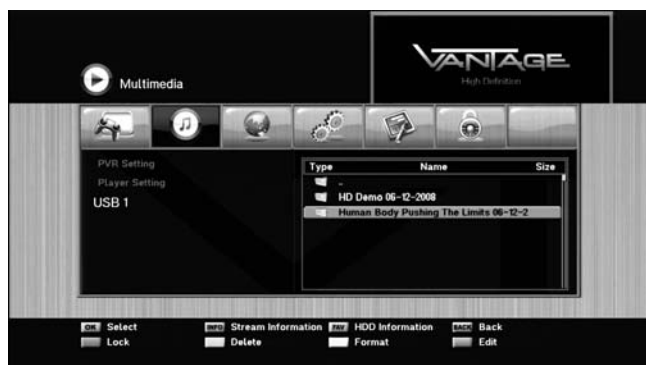 VANTAGE
High Definition
Multimedia
PVR Setting
Player Setting
USB 1
Type Name Size
..
HD Demo 06-12-2008
Human Body Pushing The Limits 06-12-2
OK Select INFO Stream Information FAV HDD Information BACK Back
Lock Delete Format Edit